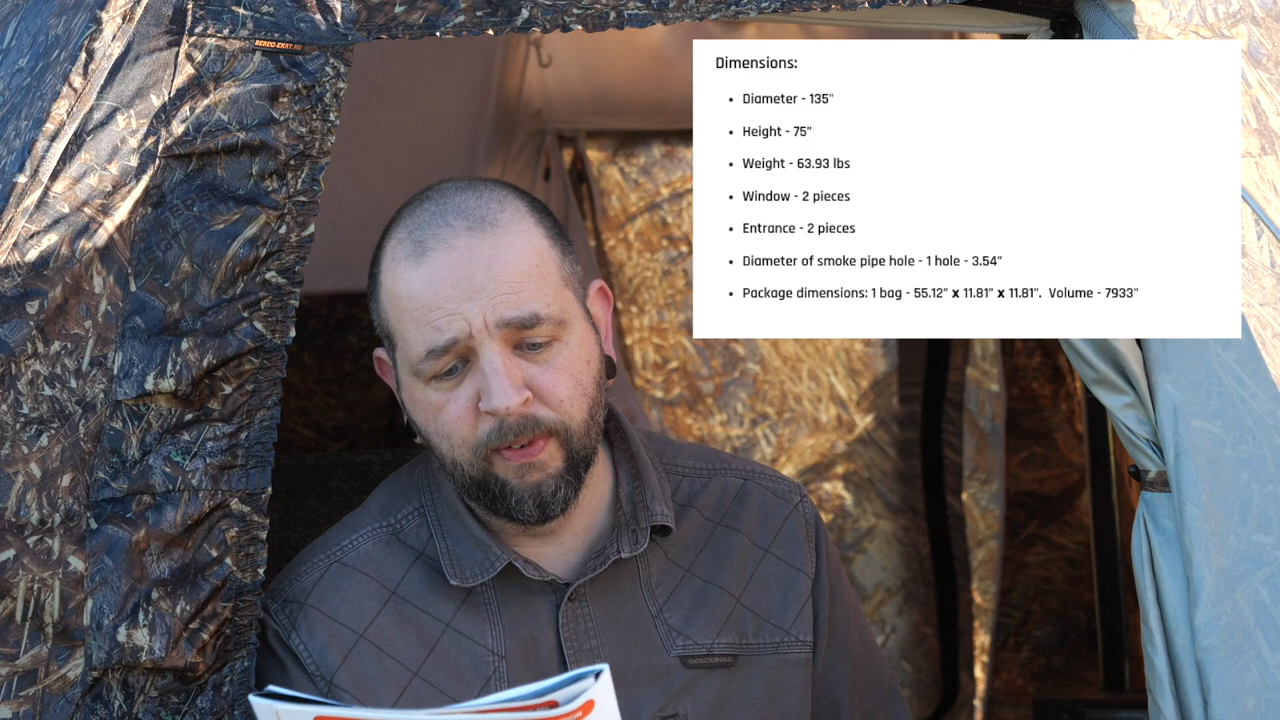 BEREG-EKAT.RU
Dimensions:
• Diameter - 135"
• Height - 75"
• Weight - 63.93 lbs
• Window - 2 pieces
• Entrance - 2 pieces
• Diameter of smoke pipe hole - 1 hole - 3.54"
• Package dimensions: 1 bag - 55.12" x 11.81" x 11.81". Volume - 7933"
SOLOGNAC